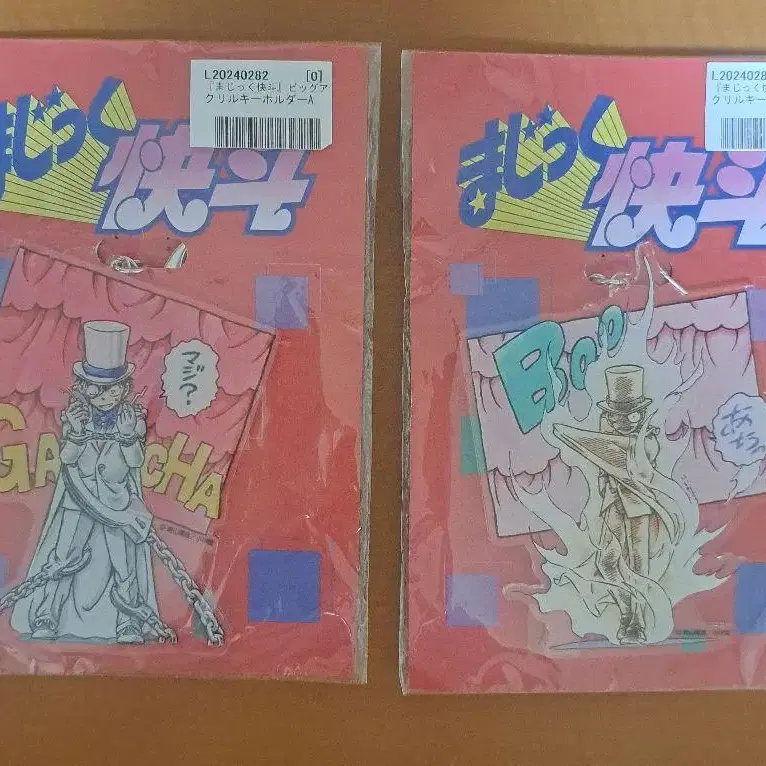 L20240282 [0]
『まじっく快斗』ビッグア
クリルキーホルダーA
まじっく
快斗
マジ?
GA CHA
L2024028
『まじっく
クリルキー
まじっく
快斗
Boo
あちっ